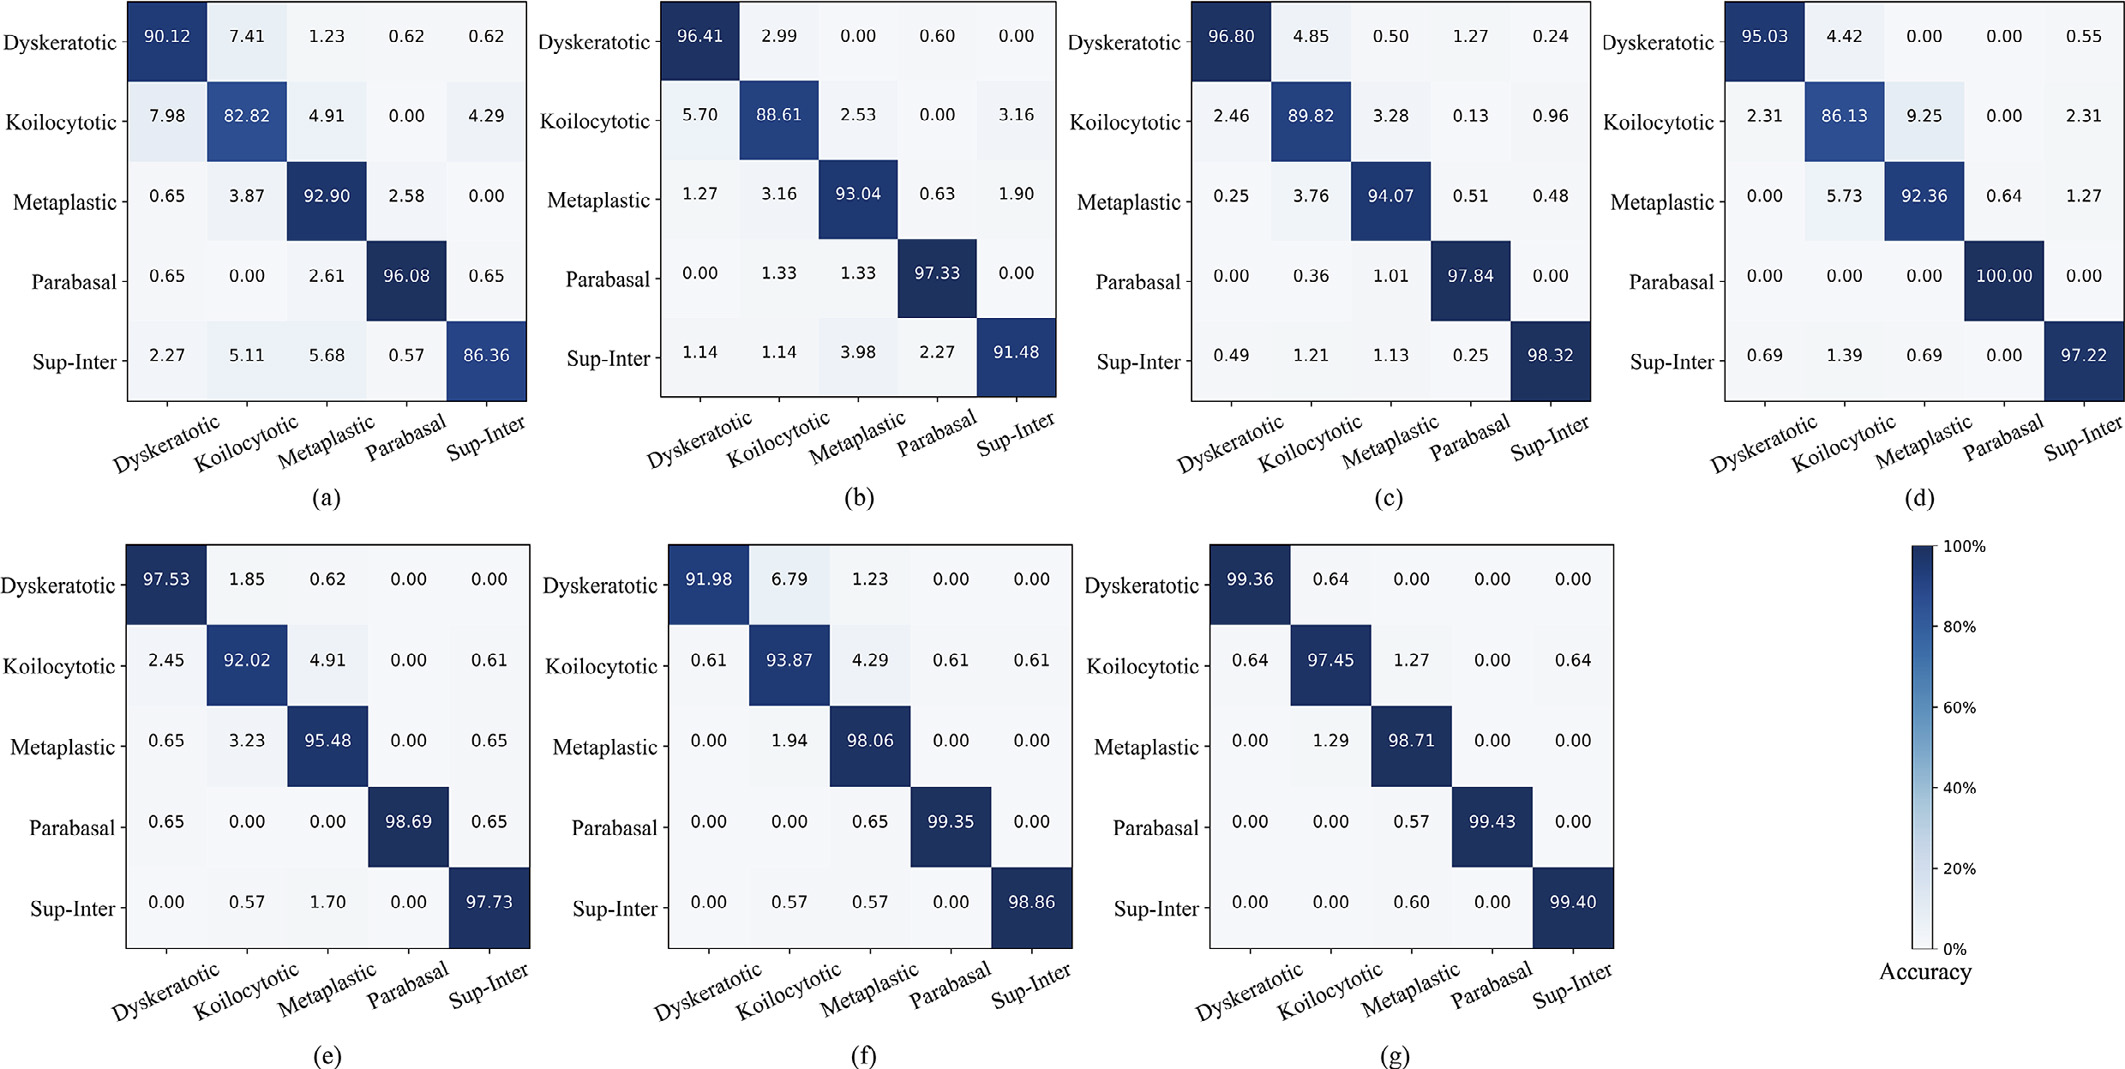 Dyskeratotic 90.12 7.41 1.23 0.62 0.62
Koilocytotic 7.98 82.82 4.91 0.00 4.29
Metaplastic 0.65 3.87 92.90 2.58 0.00
Parabasal 0.65 0.00 2.61 96.08 0.65
Sup-Inter 2.27 5.11 5.68 0.57 86.36
Dyskeratotic Koilocytotic Metaplastic Parabasal Sup-Inter
(a)
Dyskeratotic 96.41 2.99 0.00 0.60 0.00
Koilocytotic 5.70 88.61 2.53 0.00 3.16
Metaplastic 1.27 3.16 93.04 0.63 1.90
Parabasal 0.00 1.33 1.33 97.33 0.00
Sup-Inter 1.14 1.14 3.98 2.27 91.48
Dyskeratotic Koilocytotic Metaplastic Parabasal Sup-Inter
(b)
Dyskeratotic 96.80 4.85 0.50 1.27 0.24
Koilocytotic 2.46 89.82 3.28 0.13 0.96
Metaplastic 0.25 3.76 94.07 0.51 0.48
Parabasal 0.00 0.36 1.01 97.84 0.00
Sup-Inter 0.49 1.21 1.13 0.25 98.32
Dyskeratotic Koilocytotic Metaplastic Parabasal Sup-Inter
(c)
Dyskeratotic 95.03 4.42 0.00 0.00 0.55
Koilocytotic 2.31 86.13 9.25 0.00 2.31
Metaplastic 0.00 5.73 92.36 0.64 1.27
Parabasal 0.00 0.00 0.00 100.00 0.00
Sup-Inter 0.69 1.39 0.69 0.00 97.22
Dyskeratotic Koilocytotic Metaplastic Parabasal Sup-Inter
(d)
Dyskeratotic 97.53 1.85 0.62 0.00 0.00
Koilocytotic 2.45 92.02 4.91 0.00 0.61
Metaplastic 0.65 3.23 95.48 0.00 0.65
Parabasal 0.65 0.00 0.00 98.69 0.65
Sup-Inter 0.00 0.57 1.70 0.00 97.73
Dyskeratotic Koilocytotic Metaplastic Parabasal Sup-Inter
(e)
Dyskeratotic 91.98 6.79 1.23 0.00 0.00
Koilocytotic 0.61 93.87 4.29 0.61 0.61
Metaplastic 0.00 1.94 98.06 0.00 0.00
Parabasal 0.00 0.00 0.65 99.35 0.00
Sup-Inter 0.00 0.57 0.57 0.00 98.86
Dyskeratotic Koilocytotic Metaplastic Parabasal Sup-Inter
(f)
Dyskeratotic 99.36 0.64 0.00 0.00 0.00
Koilocytotic 0.64 97.45 1.27 0.00 0.64
Metaplastic 0.00 1.29 98.71 0.00 0.00
Parabasal 0.00 0.00 0.57 99.43 0.00
Sup-Inter 0.00 0.00 0.60 0.00 99.40
Dyskeratotic Koilocytotic Metaplastic Parabasal Sup-Inter
(g)
100%
80%
60%
40%
20%
0%
Accuracy